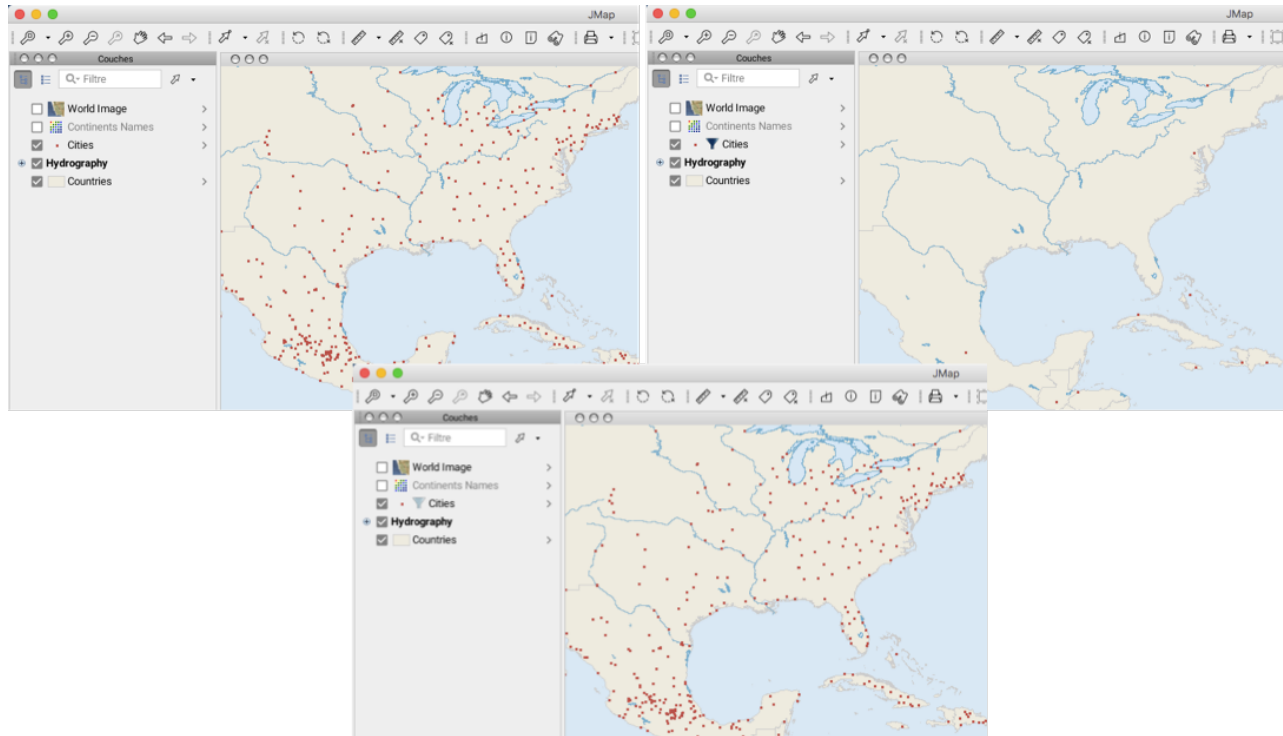 JMap
Couches
Filtre
World Image
Continents Names
Cities
Hydrography
Countries
JMap
Couches
Filtre
World Image
Continents Names
Cities
Hydrography
Countries
JMap
Couches
Filtre
World Image
Continents Names
Cities
Hydrography
Countries